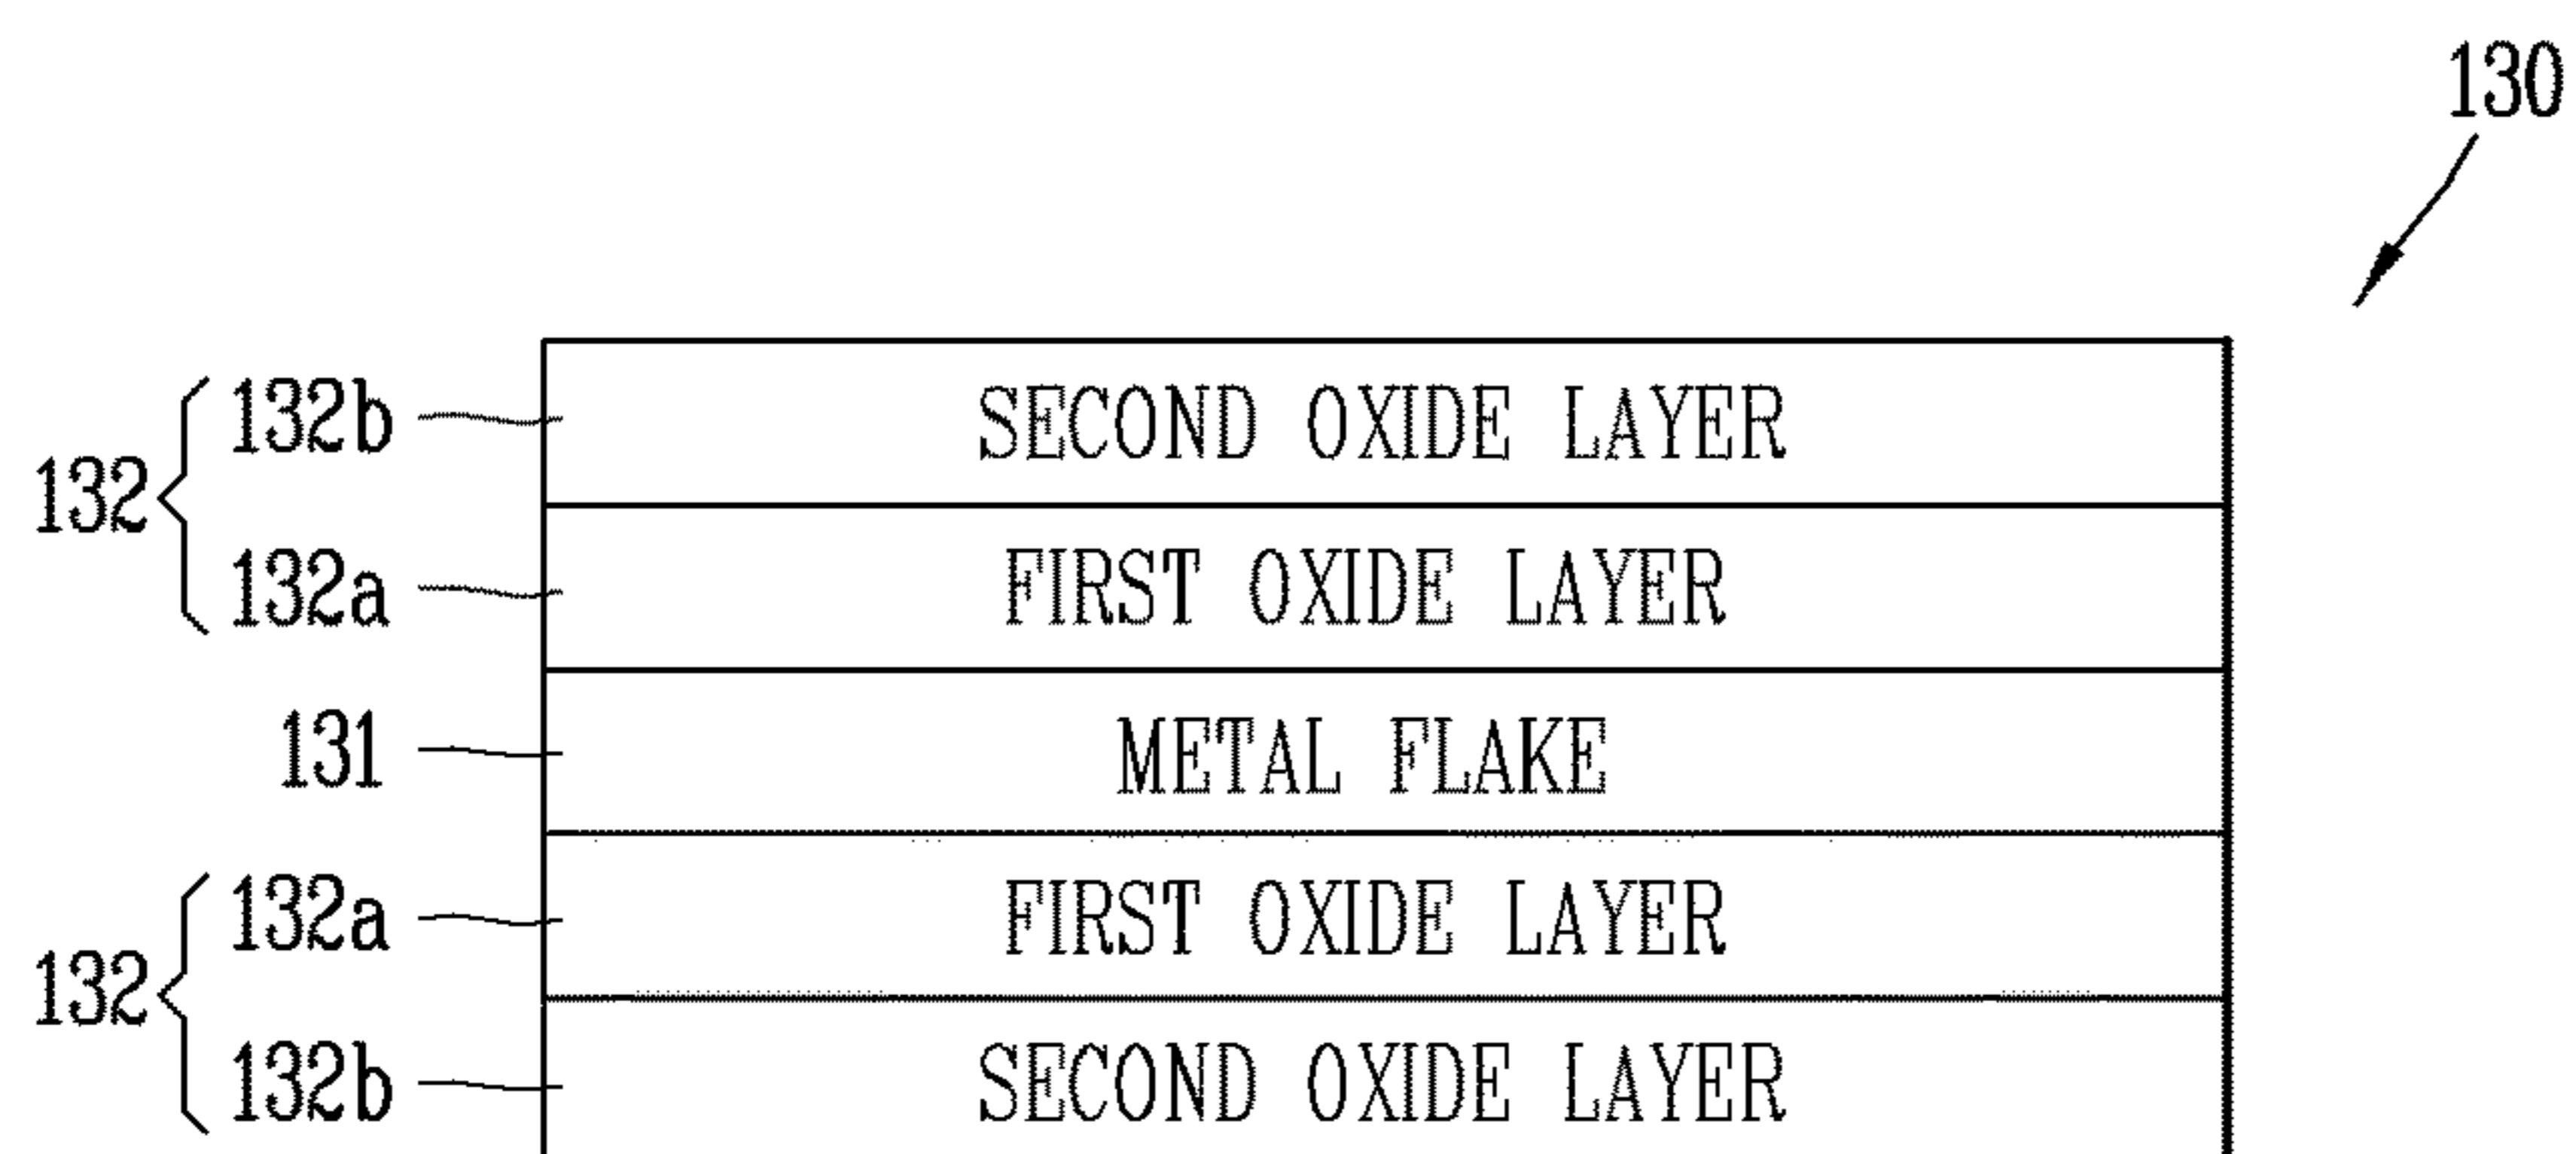 130
132b SECOND OXIDE LAYER
132
132a FIRST OXIDE LAYER
131 METAL FLAKE
132a FIRST OXIDE LAYER
132
132b SECOND OXIDE LAYER